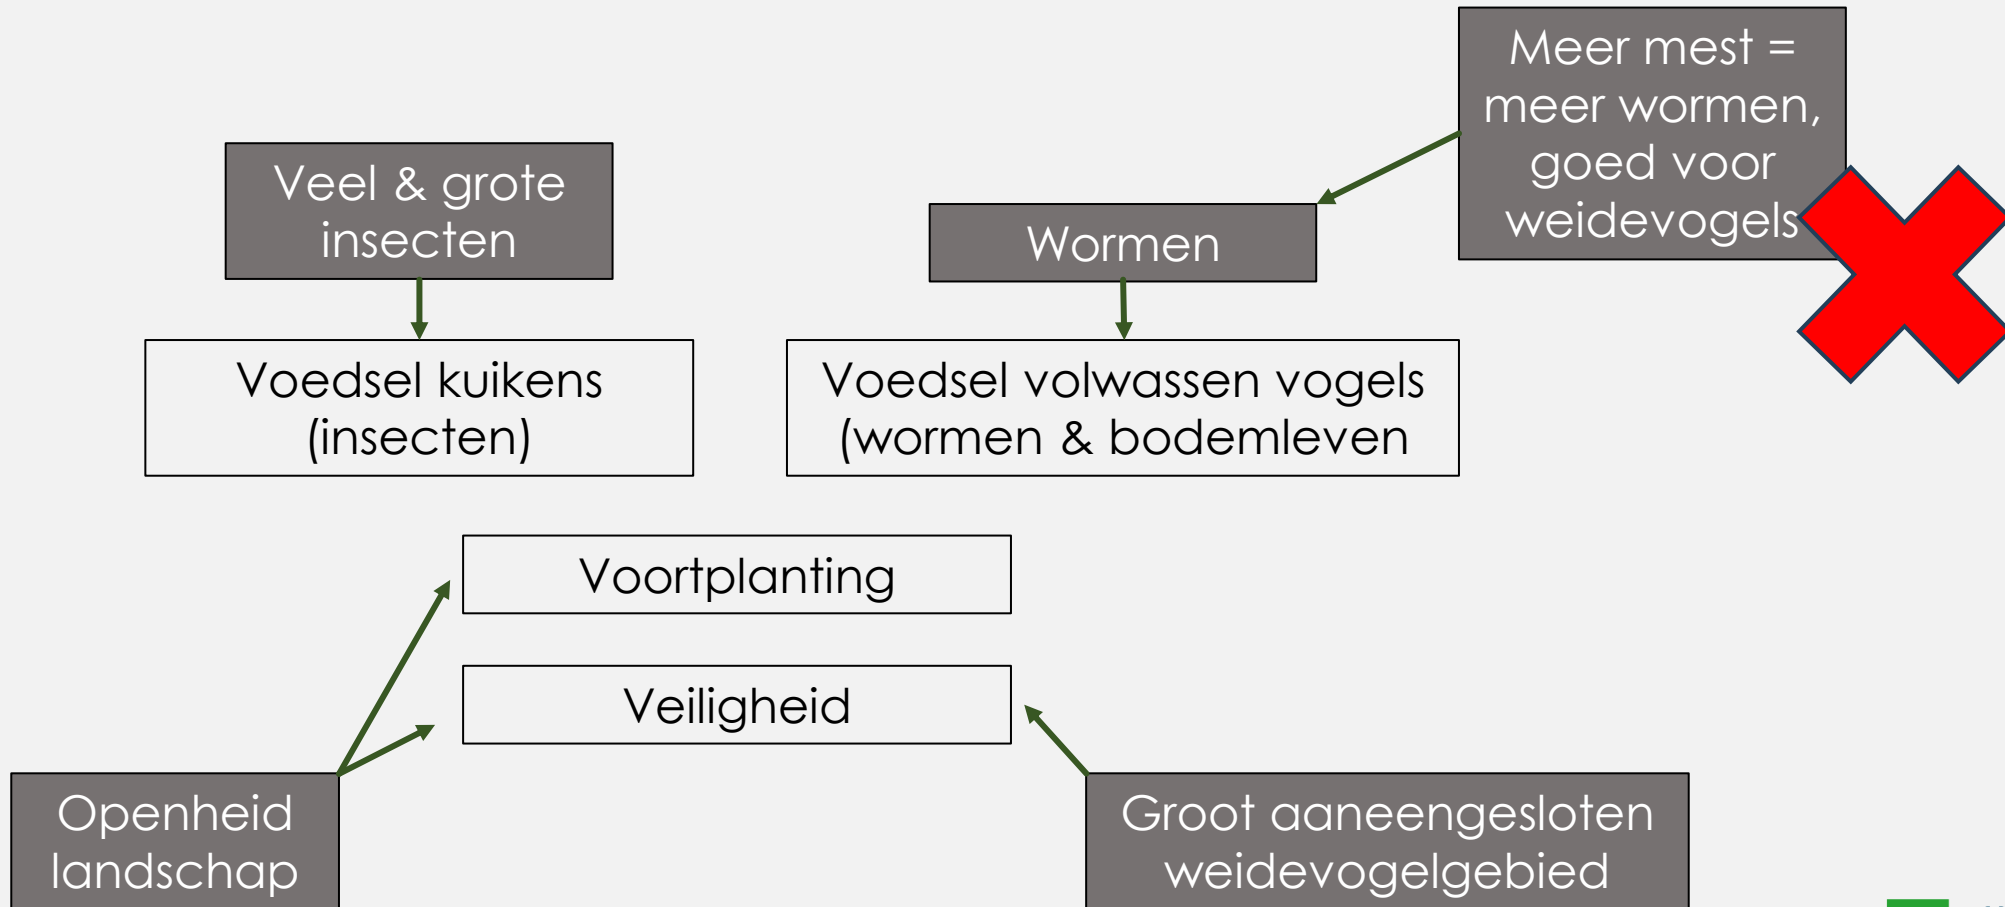 Meer mest =
meer wormen,
goed voor
weidevogels
Veel & grote
insecten
Wormen
Voedsel kuikens
(insecten)
Voedsel volwassen vogels
(wormen & bodemleven
Voortplanting
Veiligheid
Openheid
landschap
Groot aaneengesloten
weidevogelgebied